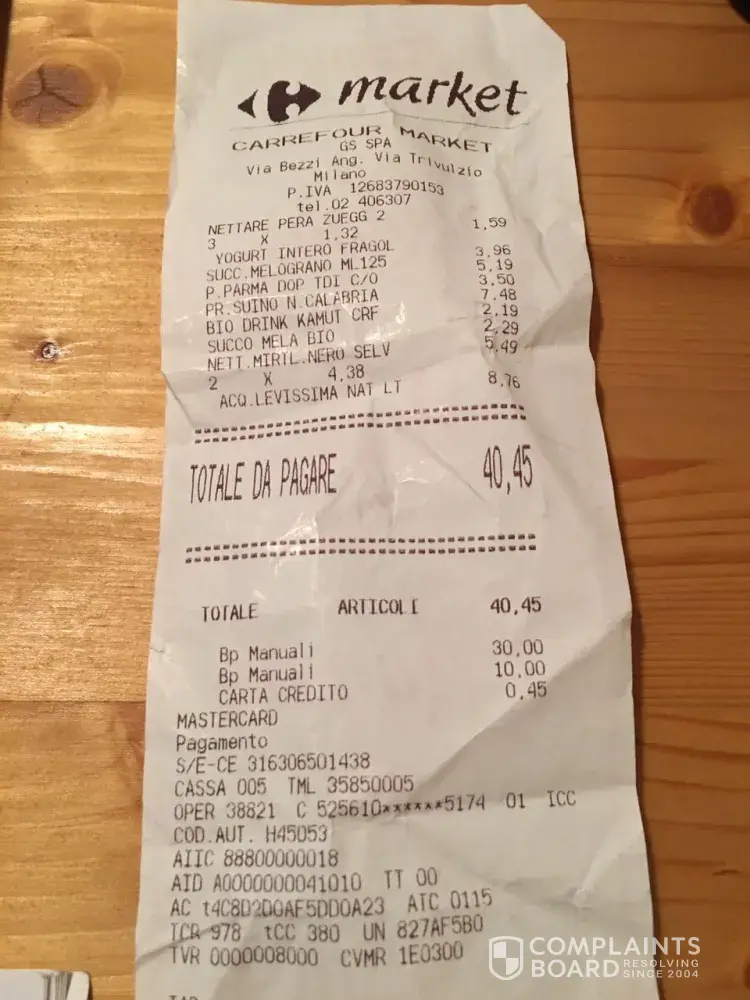 market
CARREFOUR MARKET
GS SPA
Via Bezzi Ang. Via Trivulzio
Milano
P.IVA 12683790153
tel.02 406307
NETTARE PERA ZUEGG 2 1,59
3 X 1,32
YOGURT INTERO FRAGOL 3,96
SUCC.MELOGRANO ML125 5,19
P.PARMA DOP TDI C/O 3,50
PR.SUINO N.CALABRIA 7,48
BIO DRINK KAMUT CRF 2,19
SUCCO MELA BIO 2,29
NETT.MIRTL.NERO SELV 5,49
2 X 4,38
ACQ.LEVISSIMA NAT LT 8,76
TOTALE DA PAGARE 40,45
TOTALE ARTICOLI 40,45
Bp Manuali 30,00
Bp Manuali 10,00
CARTA CREDITO 0,45
MASTERCARD
Pagamento
S/E-CE 316306501438
CASSA 005 TML 35850005
OPER 38821 C 525610******5174 01 ICC
COD.AUT. H45053
AIIC 88800000018
AID A0000000041010 TT 00
AC t4C8D2D0AF5DD0A23 ATC 0115
TCR 978 tCC 380 UN 827AF5B0
TVR 0000008000 CVMR 1E0300
COMPLAINTS
BOARD RESOLVING
SINCE 2004